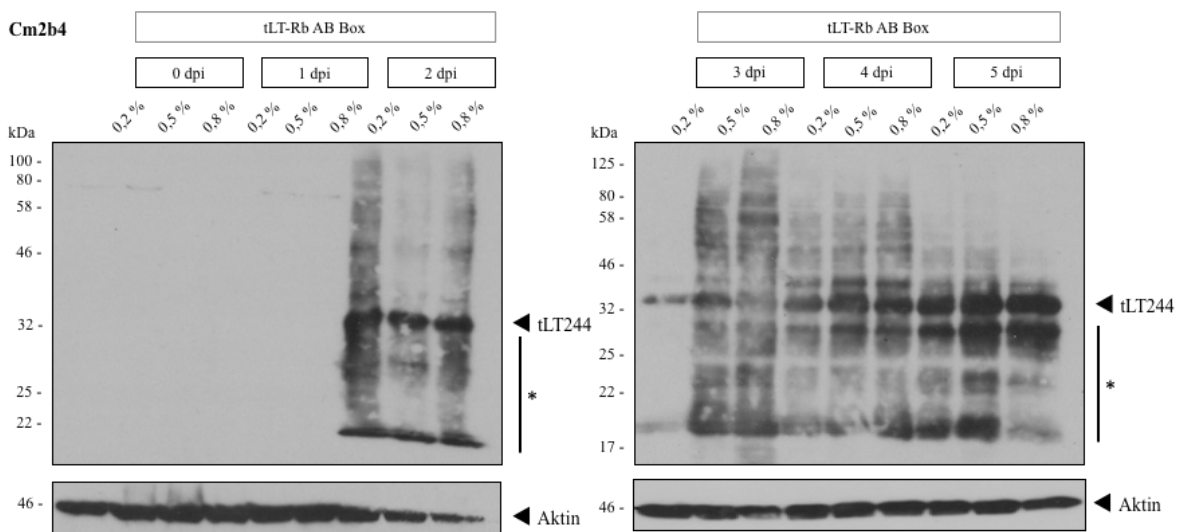 Cm2b4
tLT-Rb AB Box
0 dpi 1 dpi 2 dpi
0,2 % 0,5 % 0,8 % 0,2 % 0,5 % 0,8 % 0,2 % 0,5 % 0,8 %
kDa
100 -
80 -
58 -
46 -
32 -
25 -
22 -
tLT244
*
46 -
Aktin
tLT-Rb AB Box
3 dpi 4 dpi 5 dpi
0,2 % 0,5 % 0,8 % 0,2 % 0,5 % 0,8 % 0,2 % 0,5 % 0,8 %
kDa
125 -
80 -
58 -
46 -
32 -
25 -
22 -
17 -
tLT244
*
46 -
Aktin